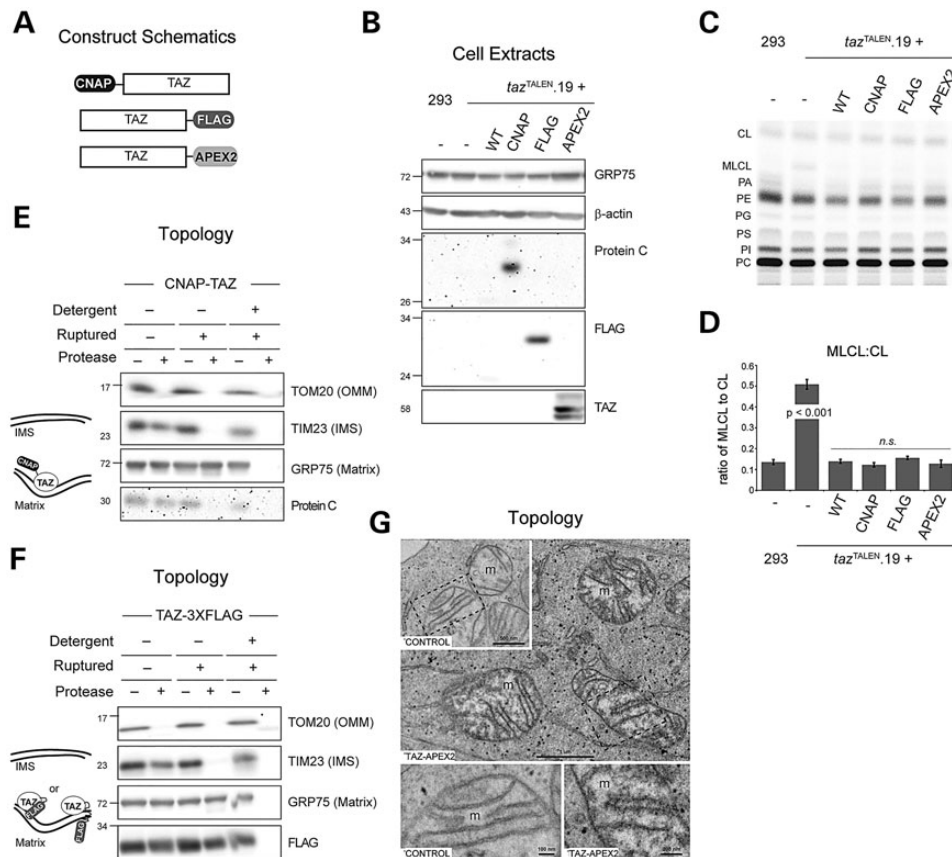 A
Construct Schematics
CNAP TAZ
TAZ FLAG
TAZ APEX2
B
Cell Extracts
293 taz^TALEN.19 +
- - WT CNAP FLAG APEX2
72 GRP75
43 β-actin
34 Protein C
26
34 FLAG
24
58 TAZ
C
293 taz^TALEN.19 +
- - WT CNAP FLAG APEX2
CL
MLCL
PA
PE
PG
PS
PI
PC
D
MLCL:CL
ratio of MLCL to CL
0.6
0.5
0.4
0.3
0.2
0.1
0
p < 0.001
n.s.
- - WT CNAP FLAG APEX2
293 taz^TALEN.19 +
E
Topology
CNAP-TAZ
Detergent – – +
Ruptured – + +
Protease – + – + – +
17 TOM20 (OMM)
23 TIM23 (IMS)
72 GRP75 (Matrix)
30 Protein C
IMS
CNAP
TAZ
Matrix
F
Topology
TAZ-3XFLAG
Detergent – – +
Ruptured – + +
Protease – + – + – +
17 TOM20 (OMM)
23 TIM23 (IMS)
72 GRP75 (Matrix)
34 FLAG
IMS
or
TAZ TAZ
FLAG FLAG
Matrix
G
Topology
m
CONTROL
m
m
TAZ-APEX2
m
CONTROL
100 nm
m
TAZ-APEX2